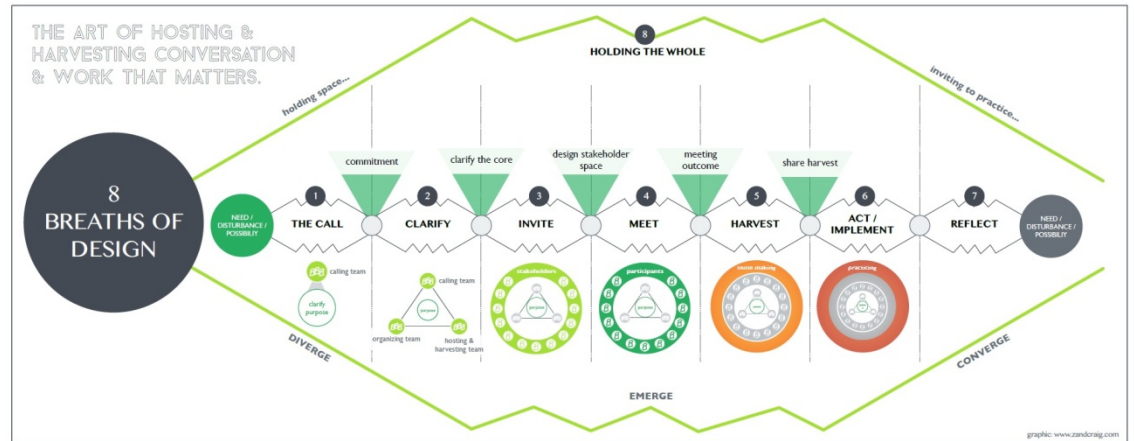 THE ART OF HOSTING &
HARVESTING CONVERSATION
& WORK THAT MATTERS.
8
HOLDING THE WHOLE
holding space...
inviting to practice...
8
BREATHS OF
DESIGN
commitment
clarify the core
design stakeholder
space
meeting
outcome
share harvest
NEED /
DISTURBANCE /
POSSIBILIY
1
THE CALL
2
CLARIFY
3
INVITE
4
MEET
5
HARVEST
6
ACT /
IMPLEMENT
7
REFLECT
NEED /
DISTURBANCE /
POSSIBILIY
calling team
clarify
purpose
calling team
purpose
organizing team
hosting &
harvesting team
stakeholders
purpose
participants
purpose
practicing
DIVERGE
EMERGE
CONVERGE
graphic: www.zandcraig.com